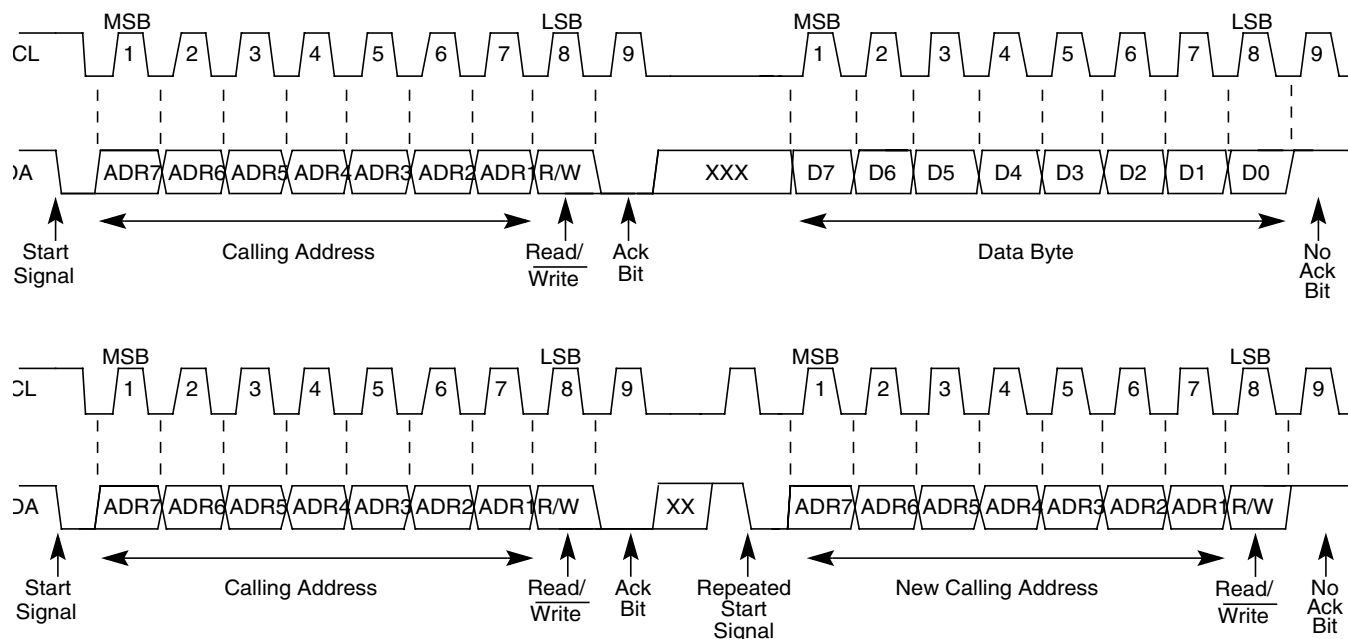 MSB LSB MSB LSB
CL 1 2 3 4 5 6 7 8 9 1 2 3 4 5 6 7 8 9
DA ADR7 ADR6 ADR5 ADR4 ADR3 ADR2 ADR1 R/W XXX D7 D6 D5 D4 D3 D2 D1 D0
Start
Signal
Calling Address
Read/
Write
Ack
Bit
Data Byte
No
Ack
Bit
MSB LSB MSB LSB
CL 1 2 3 4 5 6 7 8 9 1 2 3 4 5 6 7 8 9
DA ADR7 ADR6 ADR5 ADR4 ADR3 ADR2 ADR1 R/W XX ADR7 ADR6 ADR5 ADR4 ADR3 ADR2 ADR1 R/W
Start
Signal
Calling Address
Read/
Write
Ack
Bit
Repeated
Start
Signal
New Calling Address
Read/
Write
No
Ack
Bit